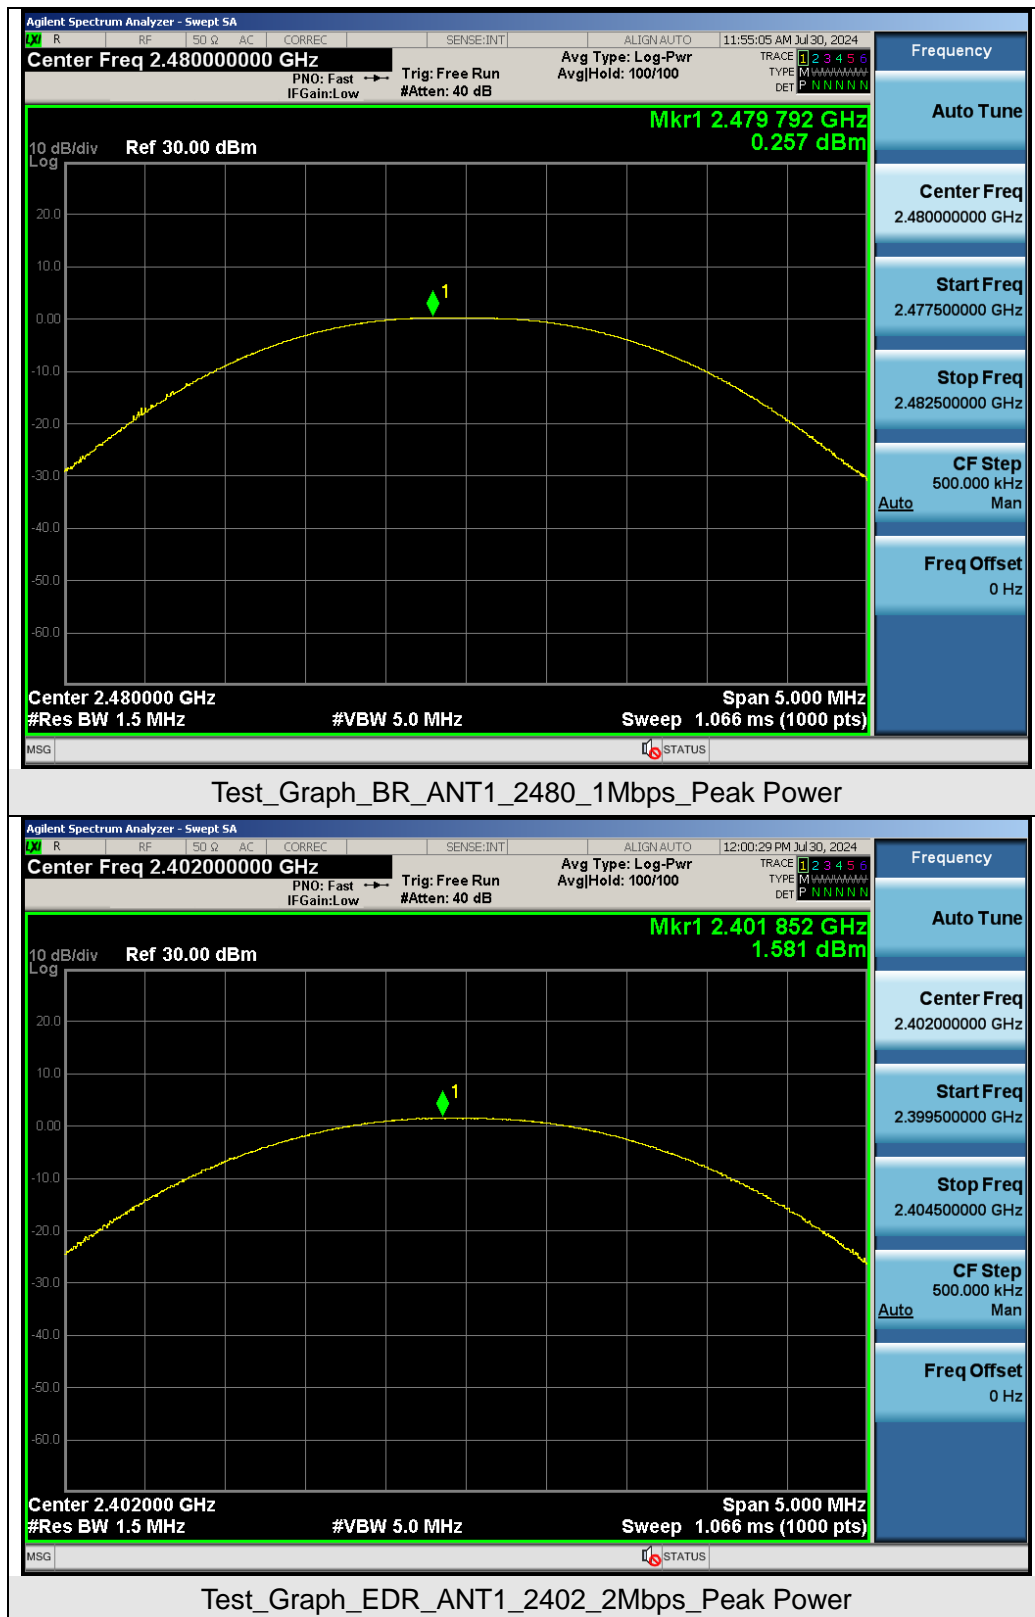 Agilent Spectrum Analyzer - Swept SA
LXI R RF 50 Ω AC CORREC SENSE:INT ALIGN AUTO 11:55:05 AM Jul 30, 2024
Center Freq 2.480000000 GHz
PNO: Fast
IFGain:Low
Trig: Free Run
#Atten: 40 dB
Avg Type: Log-Pwr
Avg|Hold: 100/100
TRACE 1 2 3 4 5 6
TYPE M
DET P N N N N N
Mkr1 2.479 792 GHz
0.257 dBm
10 dB/div Ref 30.00 dBm
Log
20.0
10.0
1
0.00
-10.0
-20.0
-30.0
-40.0
-50.0
-60.0
Center 2.480000 GHz Span 5.000 MHz
#Res BW 1.5 MHz #VBW 5.0 MHz Sweep 1.066 ms (1000 pts)
MSG STATUS
Frequency
Auto Tune
Center Freq
2.480000000 GHz
Start Freq
2.477500000 GHz
Stop Freq
2.482500000 GHz
CF Step
500.000 kHz
Auto Man
Freq Offset
0 Hz
Test_Graph_BR_ANT1_2480_1Mbps_Peak Power
Agilent Spectrum Analyzer - Swept SA
LXI R RF 50 Ω AC CORREC SENSE:INT ALIGN AUTO 12:00:29 PM Jul 30, 2024
Center Freq 2.402000000 GHz
PNO: Fast
IFGain:Low
Trig: Free Run
#Atten: 40 dB
Avg Type: Log-Pwr
Avg|Hold: 100/100
TRACE 1 2 3 4 5 6
TYPE M
DET P N N N N N
Mkr1 2.401 852 GHz
1.581 dBm
10 dB/div Ref 30.00 dBm
Log
20.0
10.0
1
0.00
-10.0
-20.0
-30.0
-40.0
-50.0
-60.0
Center 2.402000 GHz Span 5.000 MHz
#Res BW 1.5 MHz #VBW 5.0 MHz Sweep 1.066 ms (1000 pts)
MSG STATUS
Frequency
Auto Tune
Center Freq
2.402000000 GHz
Start Freq
2.399500000 GHz
Stop Freq
2.404500000 GHz
CF Step
500.000 kHz
Auto Man
Freq Offset
0 Hz
Test_Graph_EDR_ANT1_2402_2Mbps_Peak Power